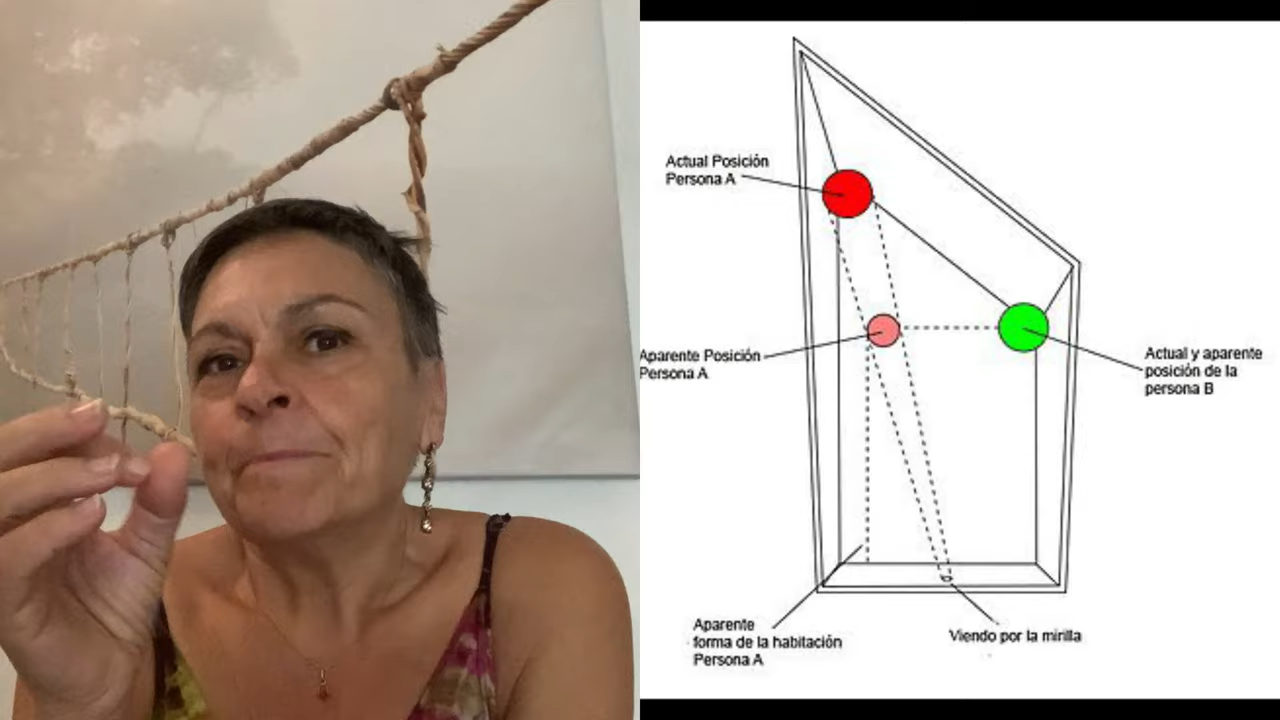 Actual Posición
Persona A
Aparente Posición
Persona A
Actual y aparente
posición de la
persona B
Aparente
forma de la habitación
Persona A
Viendo por la mirilla